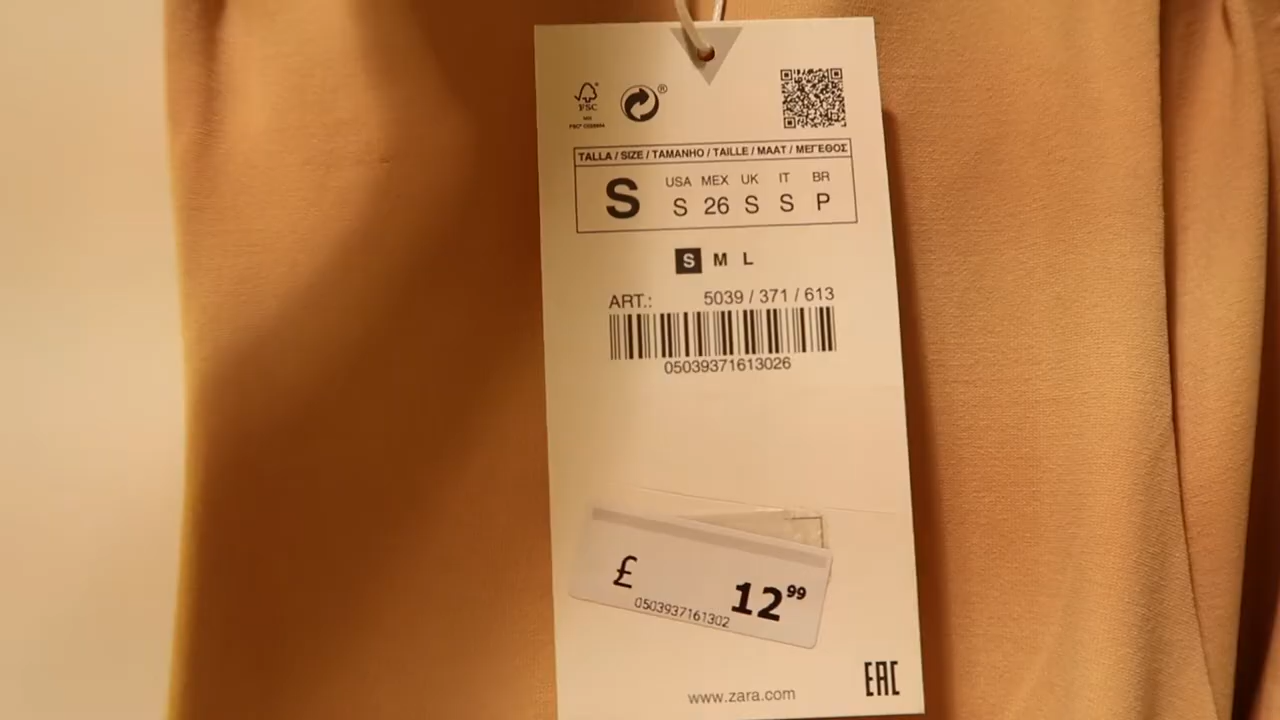 FSC
®
TALLA / SIZE / TAMANHO / TAILLE / MAAT / ΜΕΓΕΘΟΣ
S
USA MEX UK IT BR
S 26 S S P
S M L
ART.: 5039 / 371 / 613
05039371613026
£ 12⁹⁹
0503937161302
www.zara.com
EAC